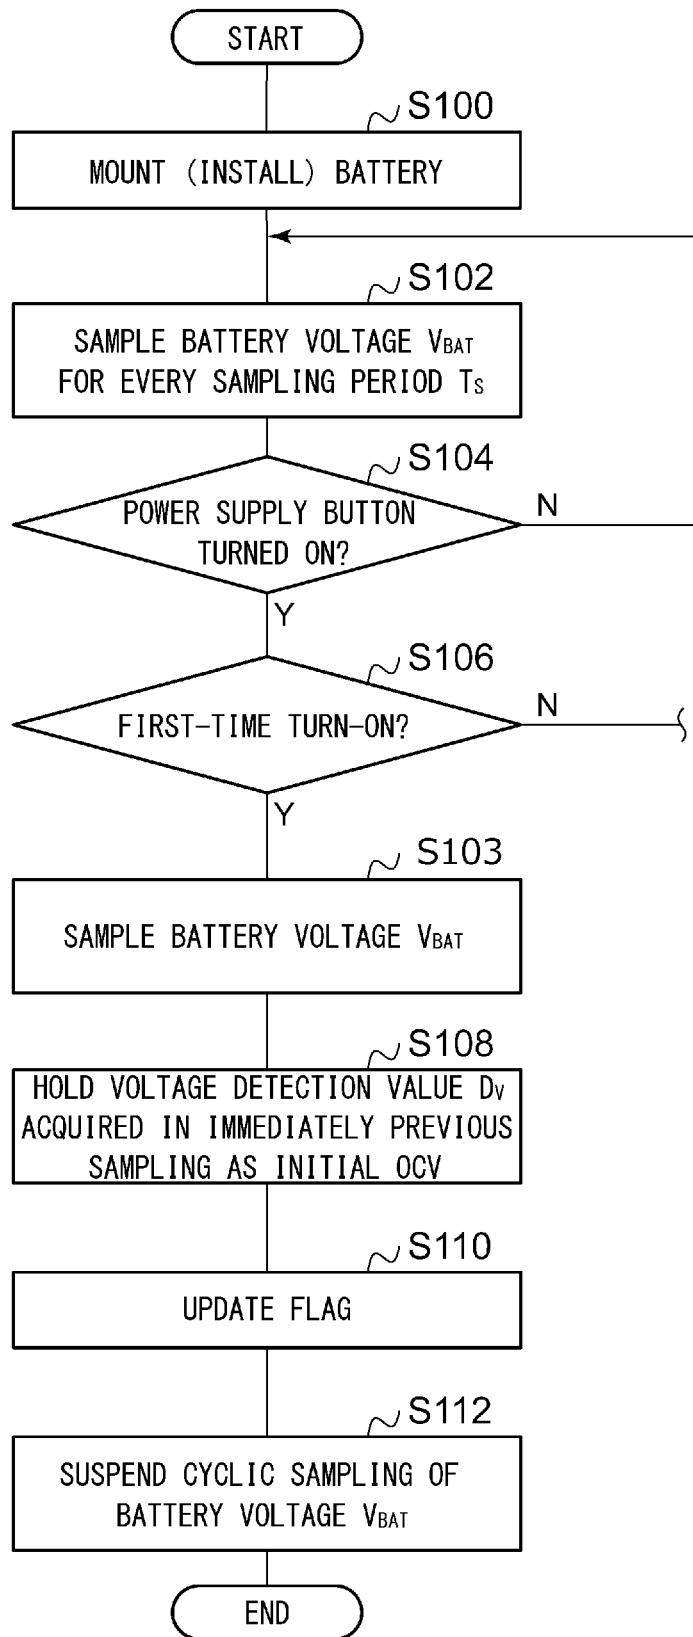 START
S100
MOUNT (INSTALL) BATTERY
S102
SAMPLE BATTERY VOLTAGE VBAT
FOR EVERY SAMPLING PERIOD TS
S104
POWER SUPPLY BUTTON
TURNED ON?
N
Y
S106
FIRST-TIME TURN-ON?
N
Y
S103
SAMPLE BATTERY VOLTAGE VBAT
S108
HOLD VOLTAGE DETECTION VALUE DV
ACQUIRED IN IMMEDIATELY PREVIOUS
SAMPLING AS INITIAL OCV
S110
UPDATE FLAG
S112
SUSPEND CYCLIC SAMPLING OF
BATTERY VOLTAGE VBAT
END